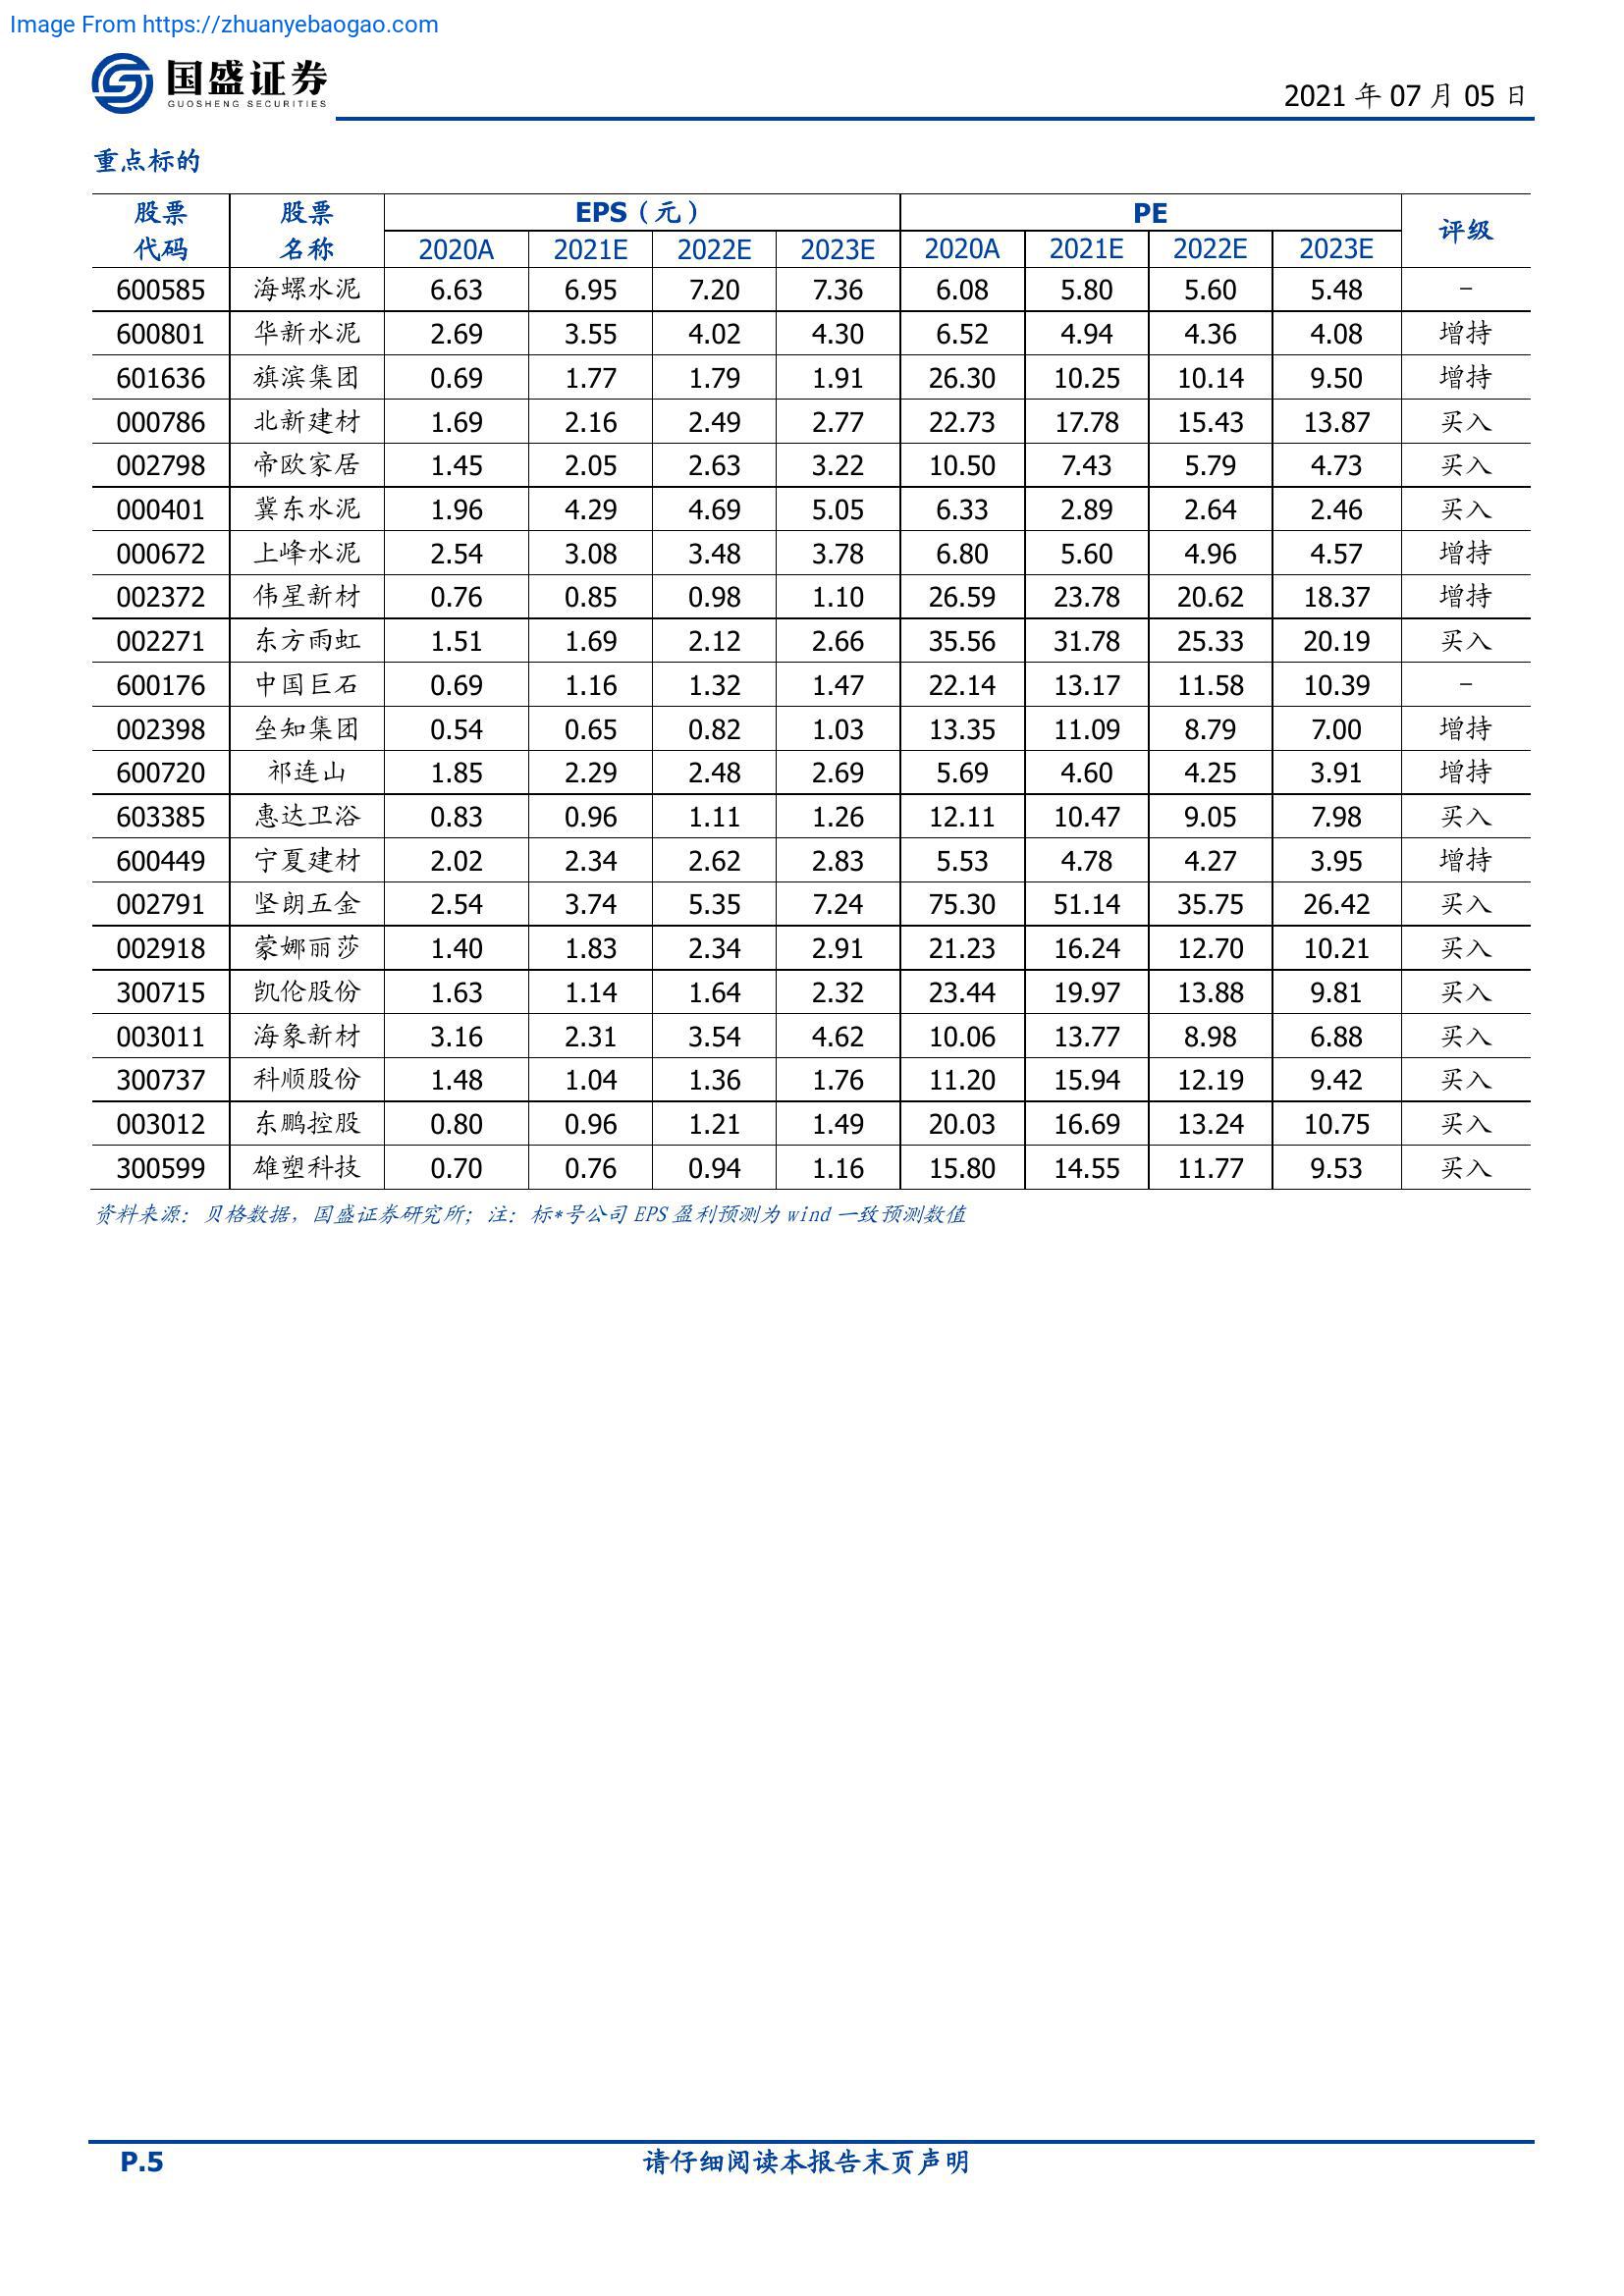 Image From https://zhuanyebaogao.com
国盛证券
GUOSHENG SECURITIES
2021 年 07 月 05 日
重点标的
股票 股票 EPS（元） PE 评级
代码 名称 2020A 2021E 2022E 2023E 2020A 2021E 2022E 2023E
600585 海螺水泥 6.63 6.95 7.20 7.36 6.08 5.80 5.60 5.48 -
600801 华新水泥 2.69 3.55 4.02 4.30 6.52 4.94 4.36 4.08 增持
601636 旗滨集团 0.69 1.77 1.79 1.91 26.30 10.25 10.14 9.50 增持
000786 北新建材 1.69 2.16 2.49 2.77 22.73 17.78 15.43 13.87 买入
002798 帝欧家居 1.45 2.05 2.63 3.22 10.50 7.43 5.79 4.73 买入
000401 冀东水泥 1.96 4.29 4.69 5.05 6.33 2.89 2.64 2.46 买入
000672 上峰水泥 2.54 3.08 3.48 3.78 6.80 5.60 4.96 4.57 增持
002372 伟星新材 0.76 0.85 0.98 1.10 26.59 23.78 20.62 18.37 增持
002271 东方雨虹 1.51 1.69 2.12 2.66 35.56 31.78 25.33 20.19 买入
600176 中国巨石 0.69 1.16 1.32 1.47 22.14 13.17 11.58 10.39 -
002398 垒知集团 0.54 0.65 0.82 1.03 13.35 11.09 8.79 7.00 增持
600720 祁连山 1.85 2.29 2.48 2.69 5.69 4.60 4.25 3.91 增持
603385 惠达卫浴 0.83 0.96 1.11 1.26 12.11 10.47 9.05 7.98 买入
600449 宁夏建材 2.02 2.34 2.62 2.83 5.53 4.78 4.27 3.95 增持
002791 坚朗五金 2.54 3.74 5.35 7.24 75.30 51.14 35.75 26.42 买入
002918 蒙娜丽莎 1.40 1.83 2.34 2.91 21.23 16.24 12.70 10.21 买入
300715 凯伦股份 1.63 1.14 1.64 2.32 23.44 19.97 13.88 9.81 买入
003011 海象新材 3.16 2.31 3.54 4.62 10.06 13.77 8.98 6.88 买入
300737 科顺股份 1.48 1.04 1.36 1.76 11.20 15.94 12.19 9.42 买入
003012 东鹏控股 0.80 0.96 1.21 1.49 20.03 16.69 13.24 10.75 买入
300599 雄塑科技 0.70 0.76 0.94 1.16 15.80 14.55 11.77 9.53 买入
资料来源：贝格数据，国盛证券研究所；注：标*号公司 EPS 盈利预测为 wind 一致预测数值
P.5 请仔细阅读本报告末页声明